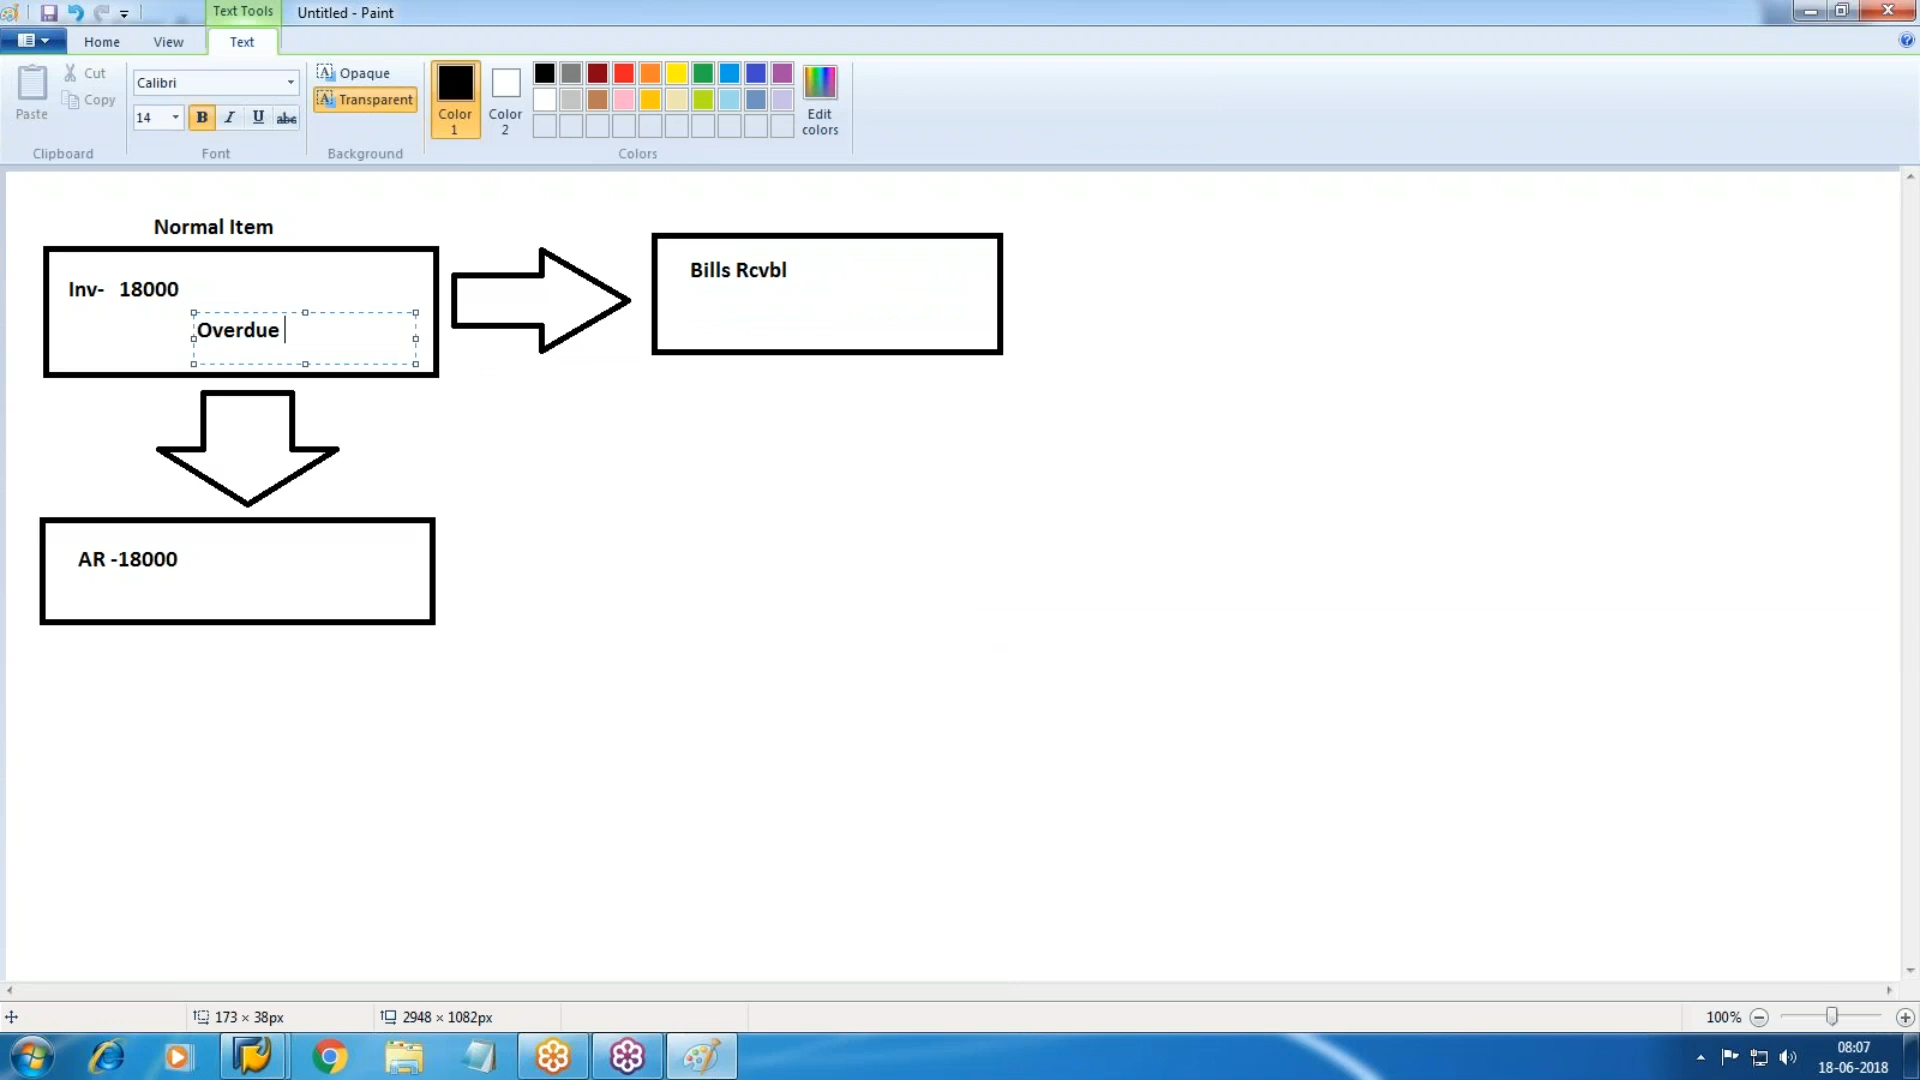 Text Tools
Untitled - Paint
Home
View
Text
Paste
Cut
Copy
Clipboard
Calibri
14
B I U abc
Font
Opaque
Transparent
Background
Color
1
Color
2
Edit
colors
Colors
Normal Item
Inv- 18000
Overdue
Bills Rcvbl
AR -18000
173 × 38px
2948 × 1082px
100%
08:07
18-06-2018